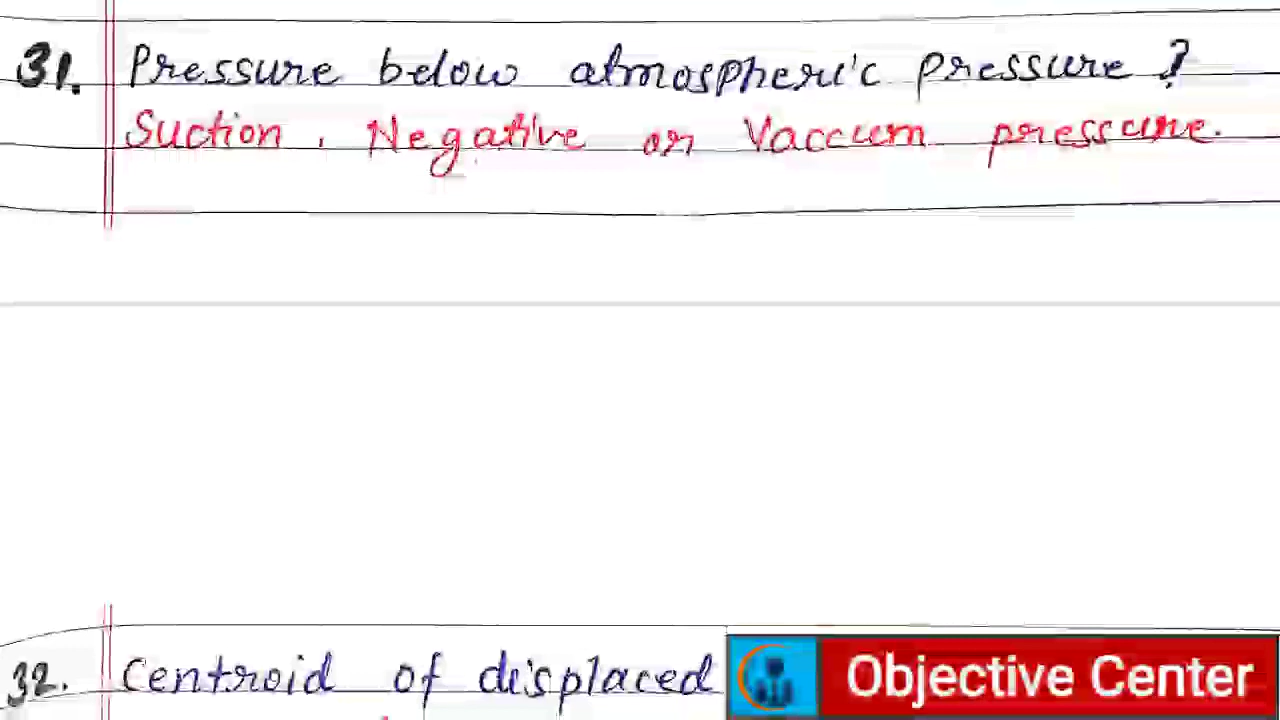 31. Pressure below atmospheric pressure ?
Suction, Negative or Vaccum pressure.
32. Centroid of displaced
Objective Center